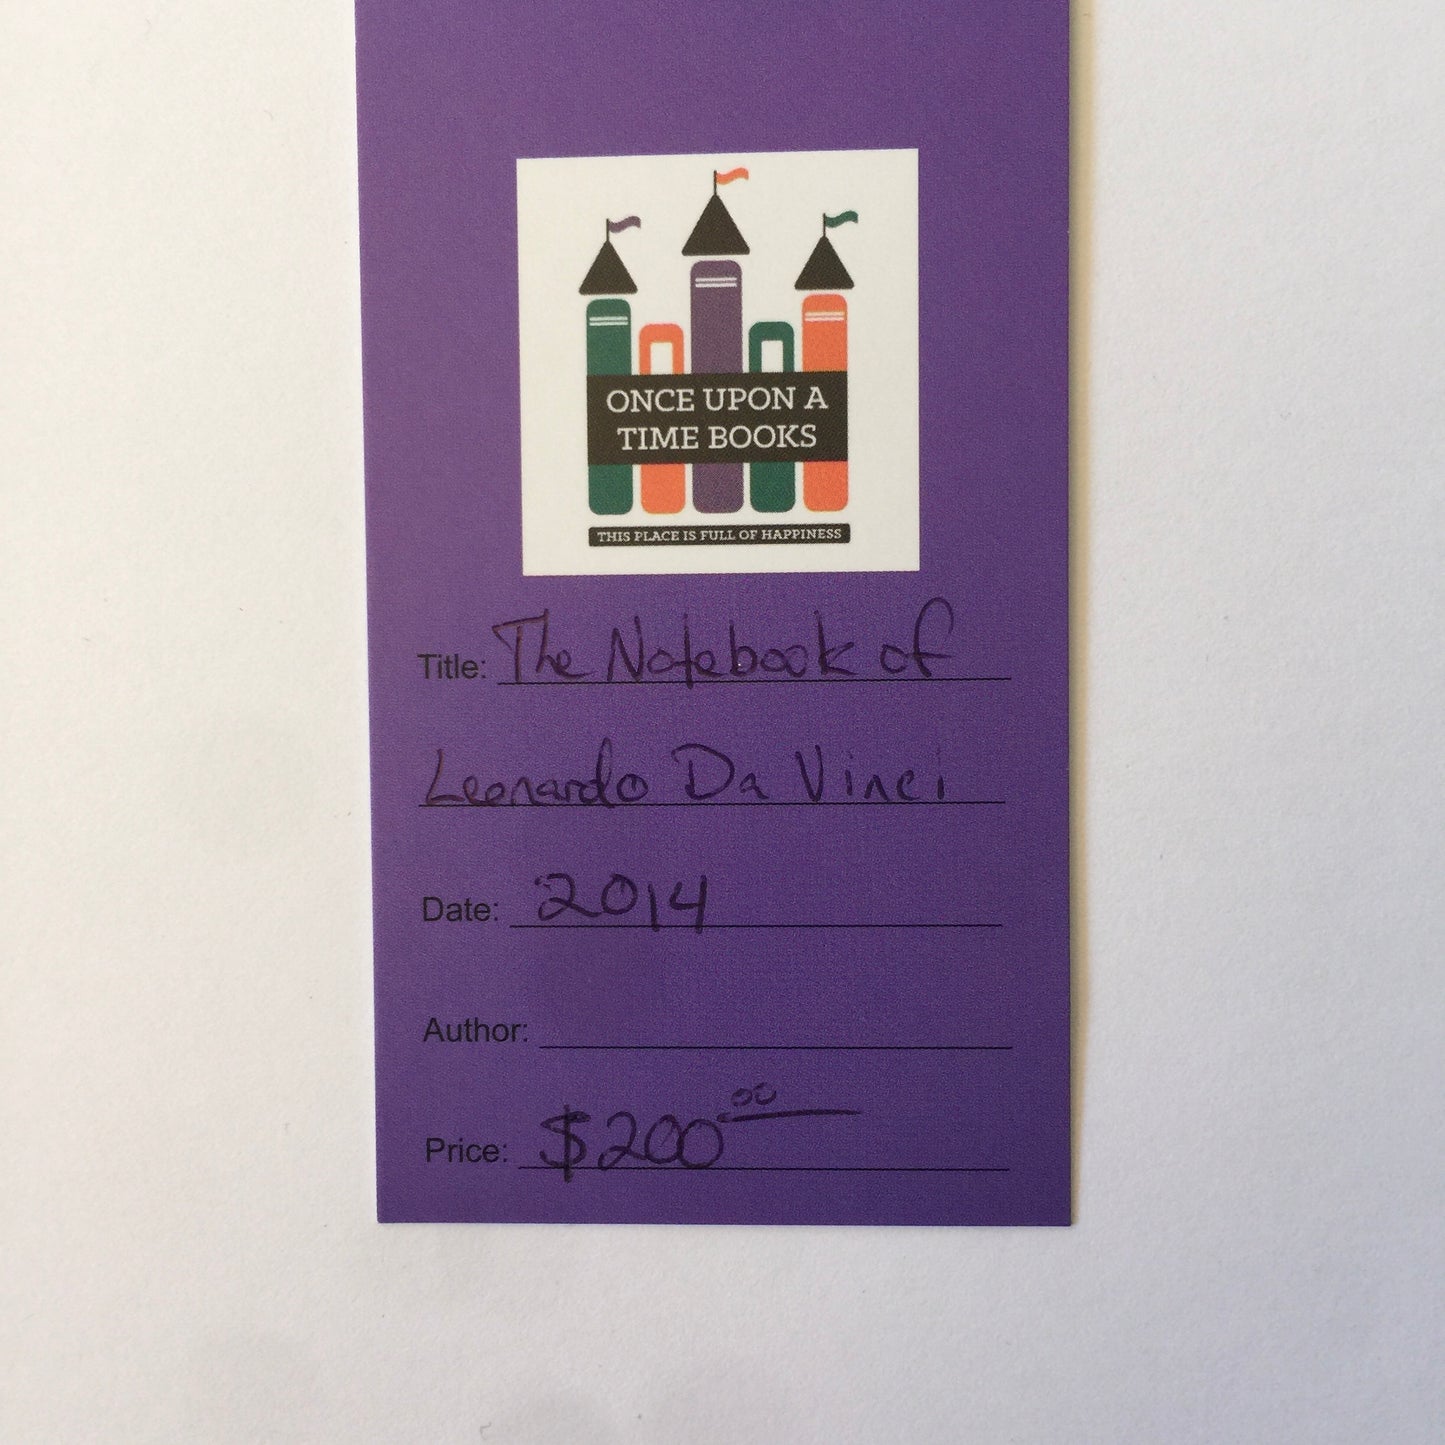 ONCE UPON A
TIME BOOKS
THIS PLACE IS FULL OF HAPPINESS
Title: The Notebook of
Leonardo Da Vinci
Date: 2014
Author:
Price: $200.00